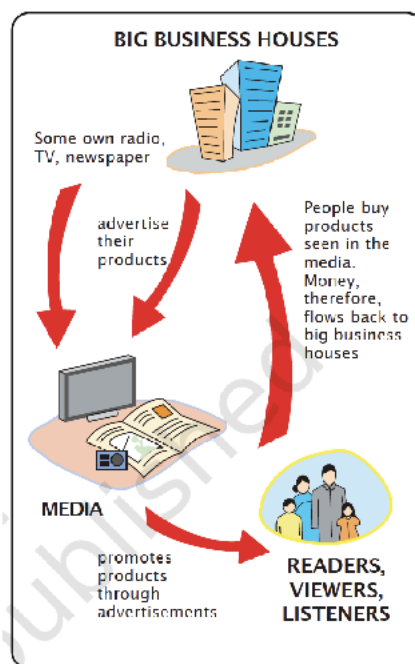 BIG BUSINESS HOUSES
Some own radio,
TV, newspaper
advertise
their
products
People buy
products
seen in the
media.
Money,
therefore,
flows back to
big business
houses
MEDIA
promotes
products
through
advertisements
READERS,
VIEWERS,
LISTENERS